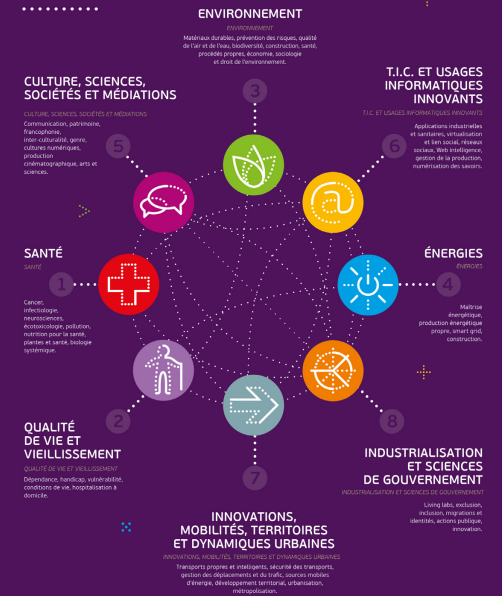 ENVIRONNEMENT
ENVIRONNEMENT
Matériaux durables, prévention des risques, qualité
de l'air et de l'eau, biodiversité, construction, santé,
procédés propres, économie, sociologie
et droit de l'environnement.
3
CULTURE, SCIENCES,
SOCIÉTÉS ET MÉDIATIONS
CULTURE, SCIENCES, SOCIÉTÉS ET MÉDIATIONS
Communication, patrimoine,
francophonie,
inter-culturalité, genre,
cultures numériques,
production
cinématographique, arts et
sciences.
5
T.I.C. ET USAGES
INFORMATIQUES
INNOVANTS
T.I.C. ET USAGES INFORMATIQUES INNOVANTS
Applications industrielles
et sanitaires, virtualisation
et lien social, réseaux
sociaux, Web intelligence,
gestion de la production,
numérisation des savoirs.
6
@
SANTÉ
SANTÉ
1
Cancer,
infectiologie,
neurosciences,
écotoxicologie, pollution,
nutrition pour la santé,
plantes et santé, biologie
systémique.
ÉNERGIES
ÉNERGIES
4
Maîtrise
énergétique,
production énergétique
propre, smart grid,
construction.
2
QUALITÉ
DE VIE ET
VIEILLISSEMENT
QUALITÉ DE VIE ET VIEILLISSEMENT
Dépendance, handicap, vulnérabilité,
conditions de vie, hospitalisation à
domicile.
8
INDUSTRIALISATION
ET SCIENCES
DE GOUVERNEMENT
INDUSTRIALISATION ET SCIENCES DE GOUVERNEMENT
Living labs, exclusion,
inclusion, migrations et
identités, actions publique,
innovation.
7
INNOVATIONS,
MOBILITÉS, TERRITOIRES
ET DYNAMIQUES URBAINES
INNOVATIONS, MOBILITÉS, TERRITOIRES ET DYNAMIQUES URBAINES
Transports propres et intelligents, sécurité des transports,
gestion des déplacements et du trafic, sources mobiles
d'énergie, développement territorial, urbanisation,
métropolisation.